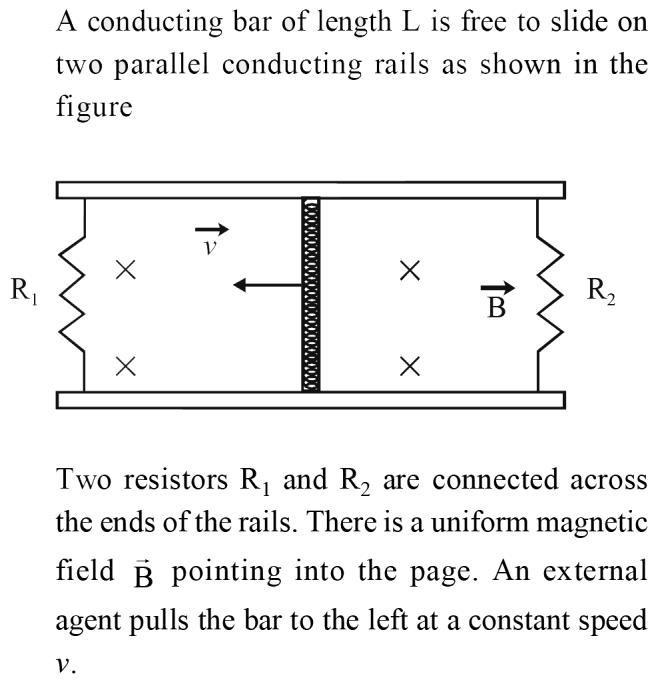 A conducting bar of length L is free to slide on
two parallel conducting rails as shown in the
figure
v
R₁
B
R₂
Two resistors R₁ and R₂ are connected across
the ends of the rails. There is a uniform magnetic
field B⃗ pointing into the page. An external
agent pulls the bar to the left at a constant speed
v.